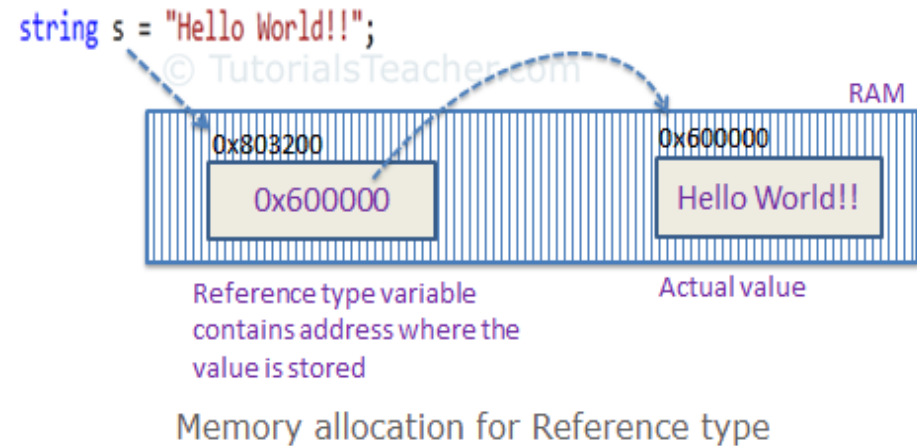 string s = "Hello World!!";
© TutorialsTeacher.com
RAM
0x803200
0x600000
0x600000
Hello World!!
Reference type variable
contains address where the
value is stored
Actual value
Memory allocation for Reference type